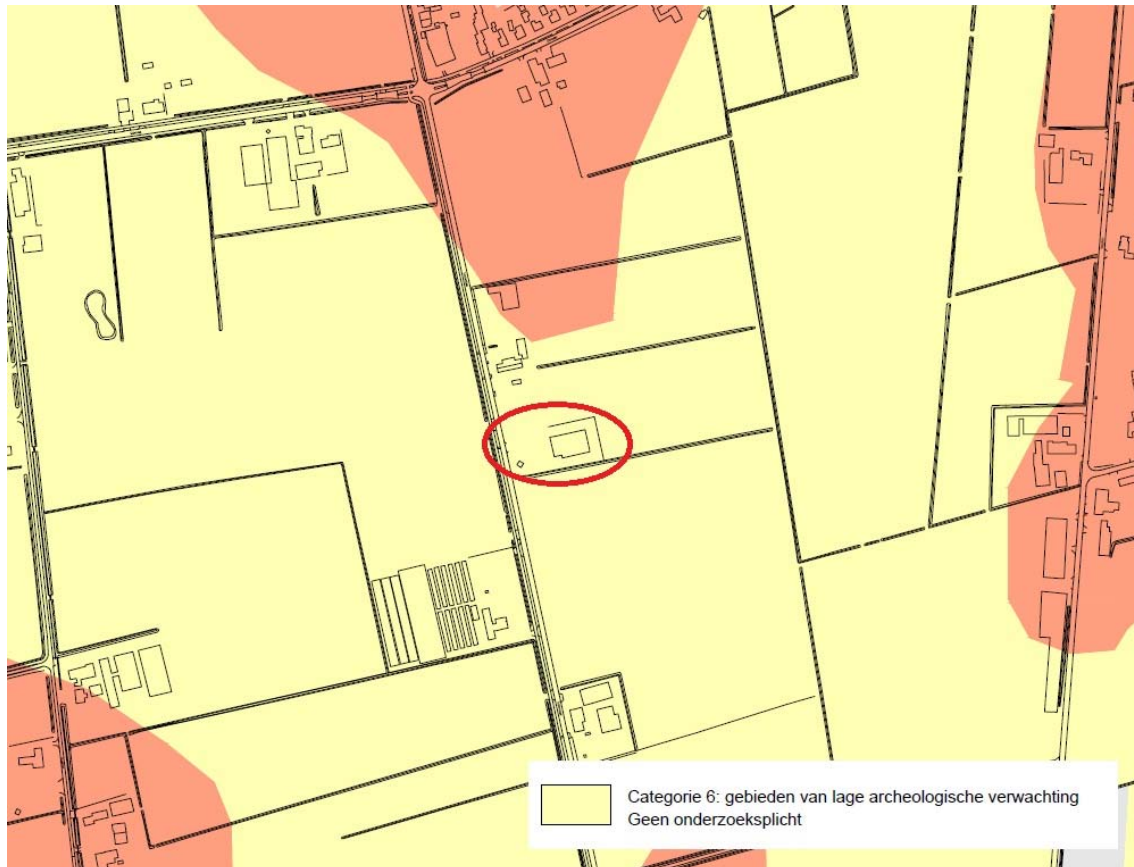 Categorie 6: gebieden van lage archeologische verwachting
Geen onderzoeksplicht